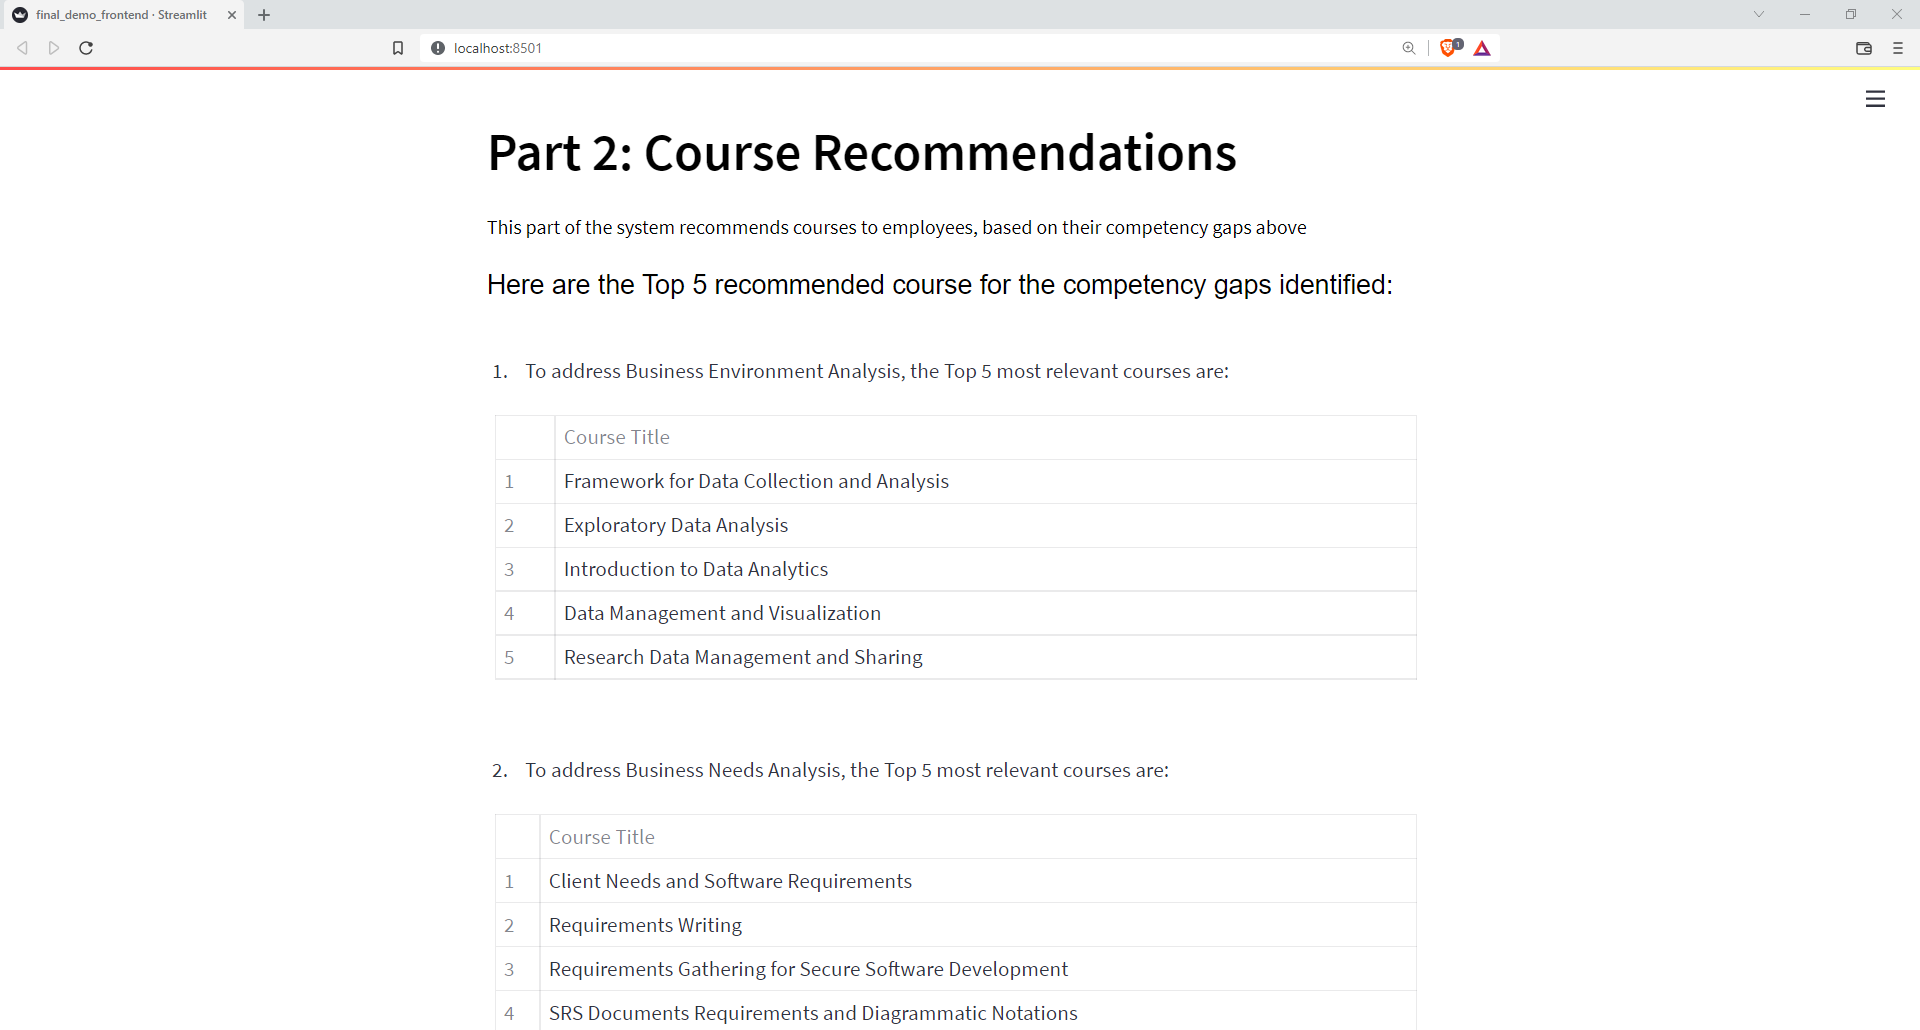 final_demo_frontend · Streamlit
localhost:8501
1
Part 2: Course Recommendations
This part of the system recommends courses to employees, based on their competency gaps above
Here are the Top 5 recommended course for the competency gaps identified:
1. To address Business Environment Analysis, the Top 5 most relevant courses are:
Course Title
1 Framework for Data Collection and Analysis
2 Exploratory Data Analysis
3 Introduction to Data Analytics
4 Data Management and Visualization
5 Research Data Management and Sharing
2. To address Business Needs Analysis, the Top 5 most relevant courses are:
Course Title
1 Client Needs and Software Requirements
2 Requirements Writing
3 Requirements Gathering for Secure Software Development
4 SRS Documents Requirements and Diagrammatic Notations